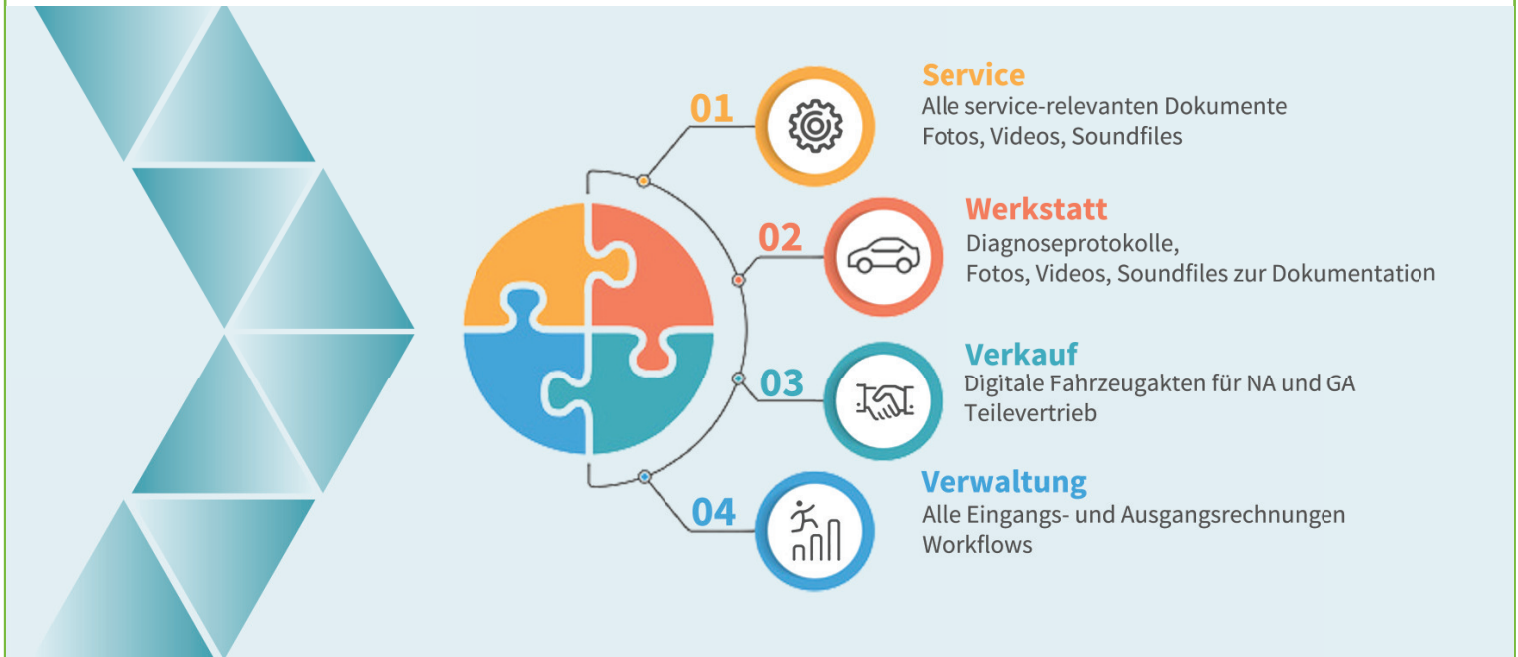 01
Service
Alle service-relevanten Dokumente
Fotos, Videos, Soundfiles
02
Werkstatt
Diagnoseprotokolle,
Fotos, Videos, Soundfiles zur Dokumentation
03
Verkauf
Digitale Fahrzeugakten für NA und GA
Teilevertrieb
04
Verwaltung
Alle Eingangs- und Ausgangsrechnungen
Workflows